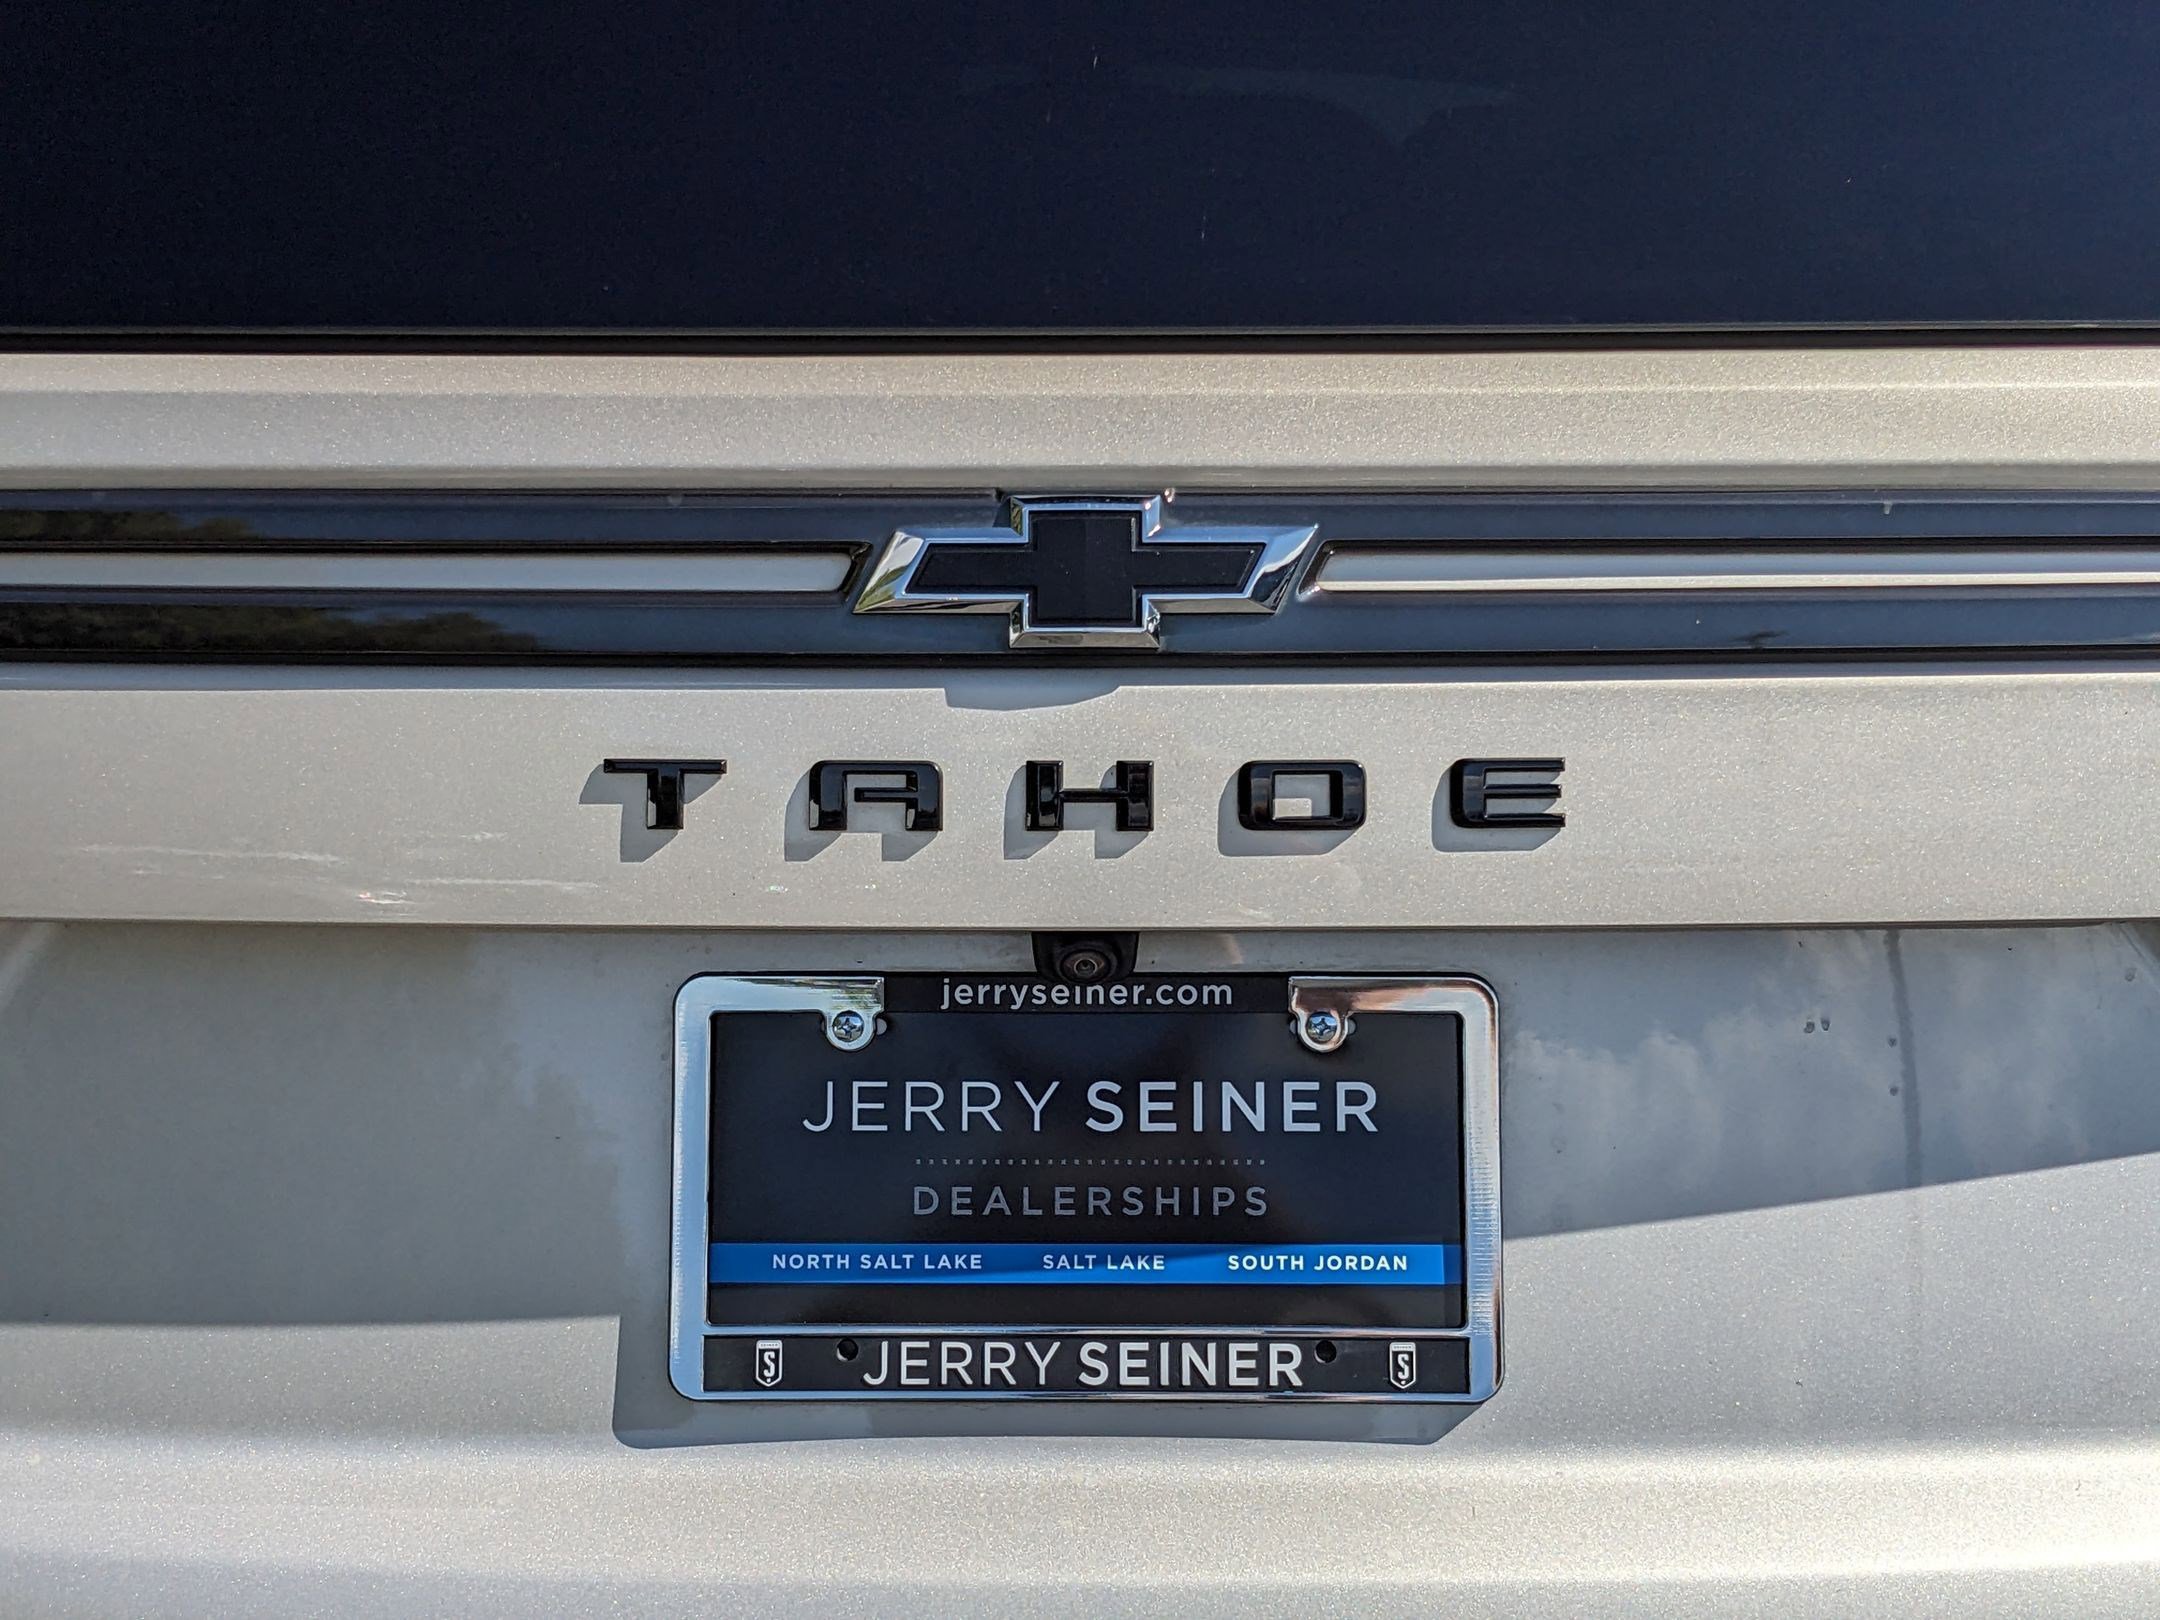 TAHOE
jerryseiner.com
JERRY SEINER
DEALERSHIPS
NORTH SALT LAKE SALT LAKE SOUTH JORDAN
S JERRY SEINER S